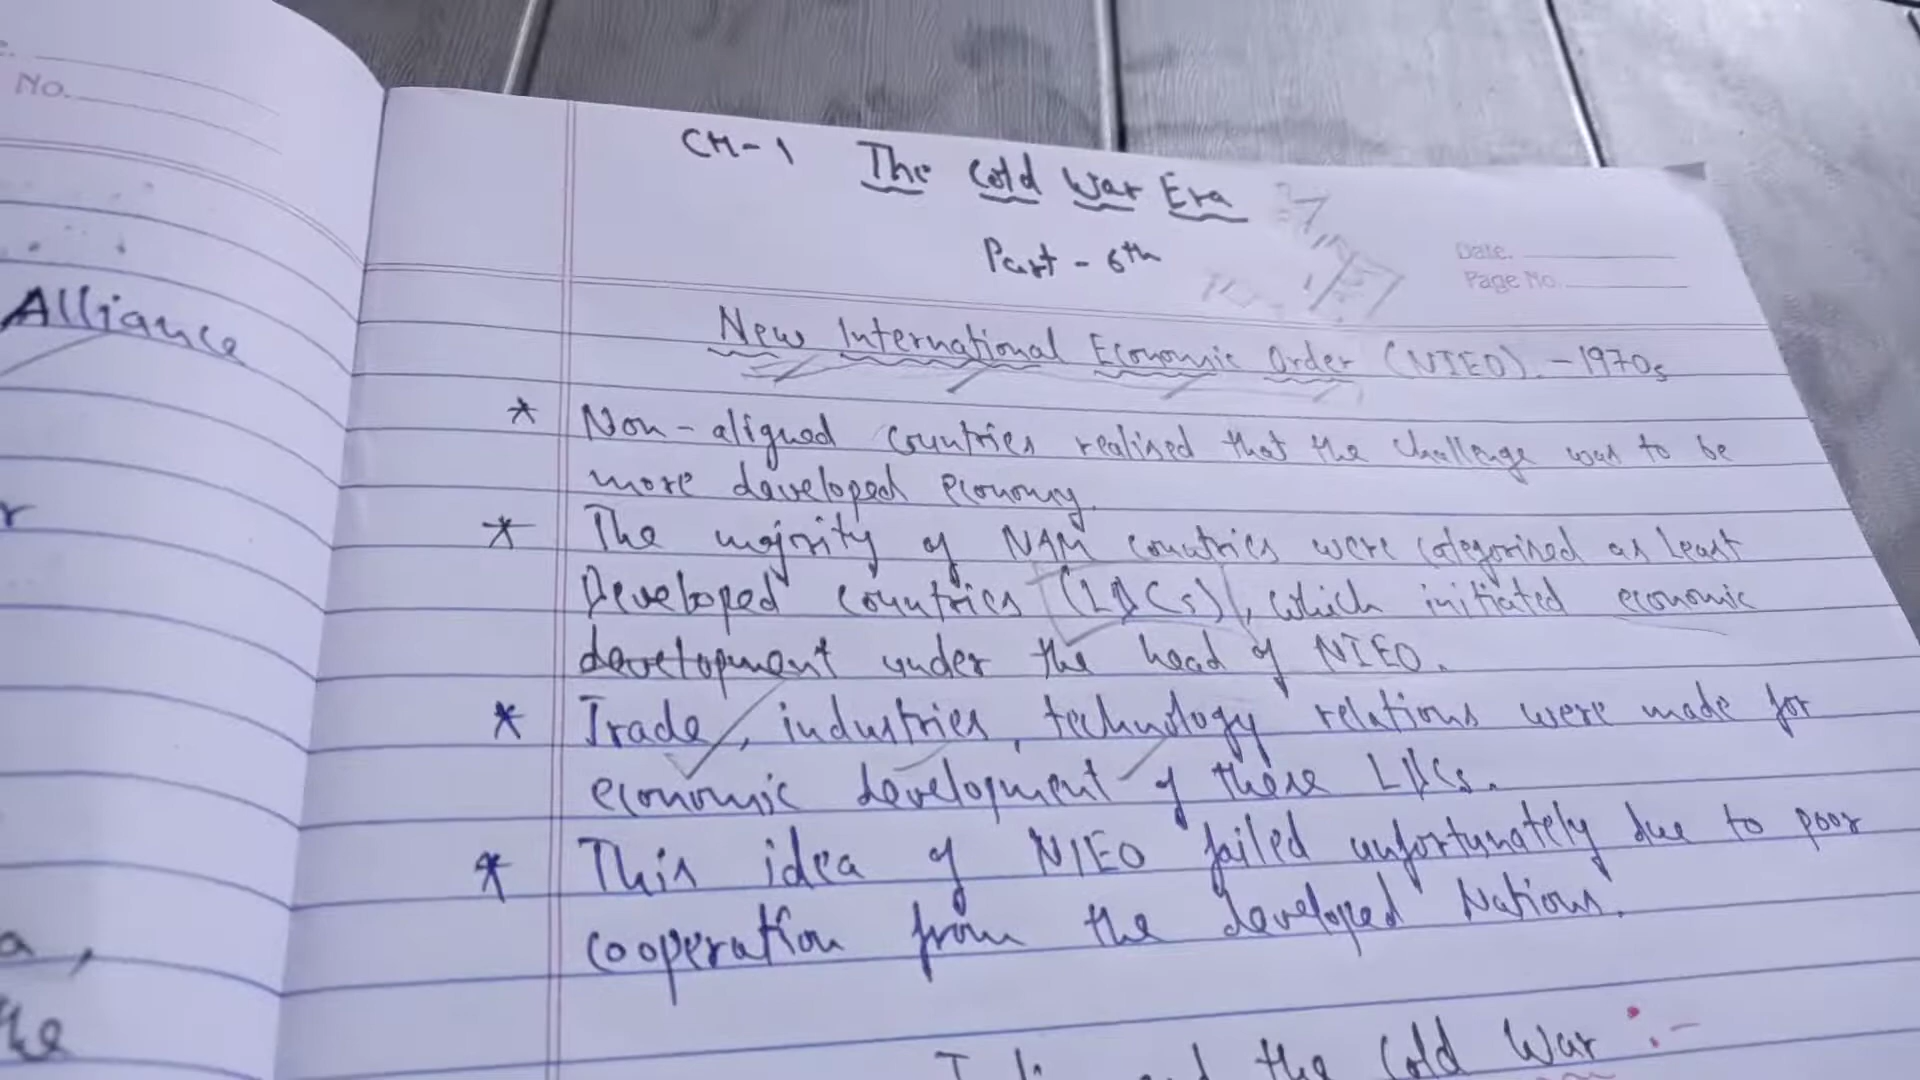 No.
Alliance
r
a,
the
CH-1 The Cold War Era
Part - 6th
Date.
Page No.
New International Economic Order (NIEO). - 1970s
* Non-aligned countries realised that the challenge was to be
more developed economy.
* The majority of NAM countries were categorised as Least
Developed countries (LDCs), which initiated economic
development under the head of NIEO.
* Trade, industries, technology relations were made for
economic development of these LDCs.
* This idea of NIEO failed unfortunately due to poor
cooperation from the developed Nations.
the Cold War :-